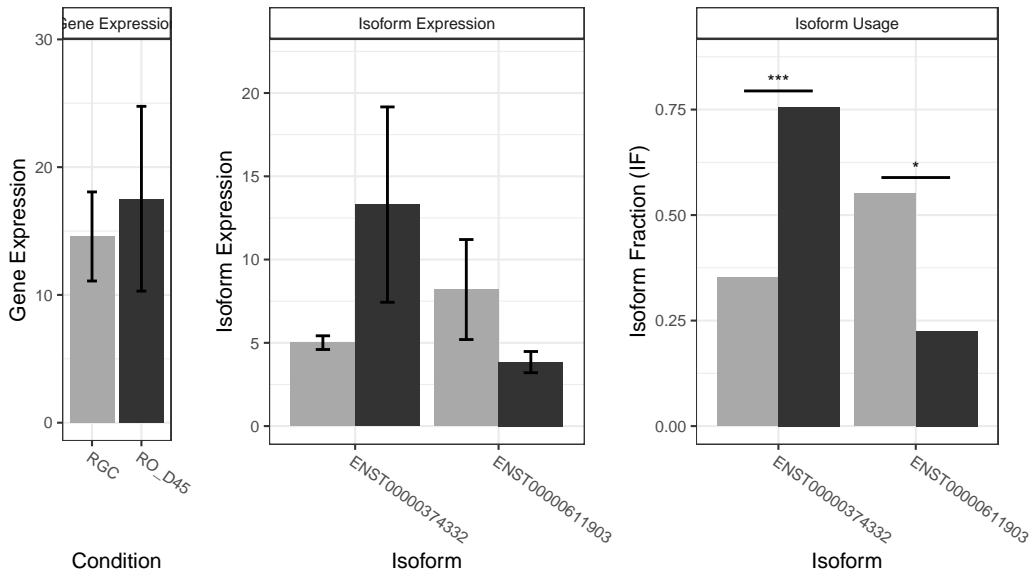 Gene Expression
Gene Expression
30
20
10
0
RGC
RO_D45
Condition
Isoform Expression
Isoform Expression
20
15
10
5
0
ENST00000374332
ENST00000611903
Isoform
Isoform Usage
Isoform Fraction (IF)
0.75
0.50
0.25
0.00
***
*
ENST00000374332
ENST00000611903
Isoform